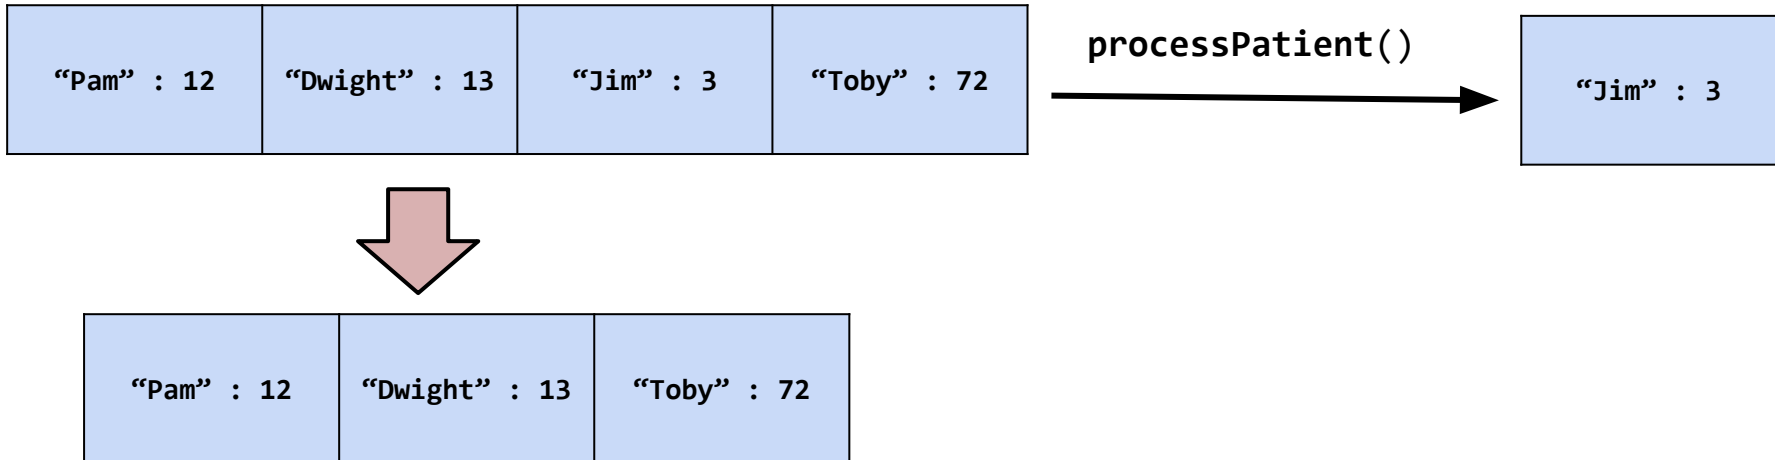 “Pam” : 12
“Dwight” : 13
“Jim” : 3
“Toby” : 72
processPatient()
“Jim” : 3
“Pam” : 12
“Dwight” : 13
“Toby” : 72